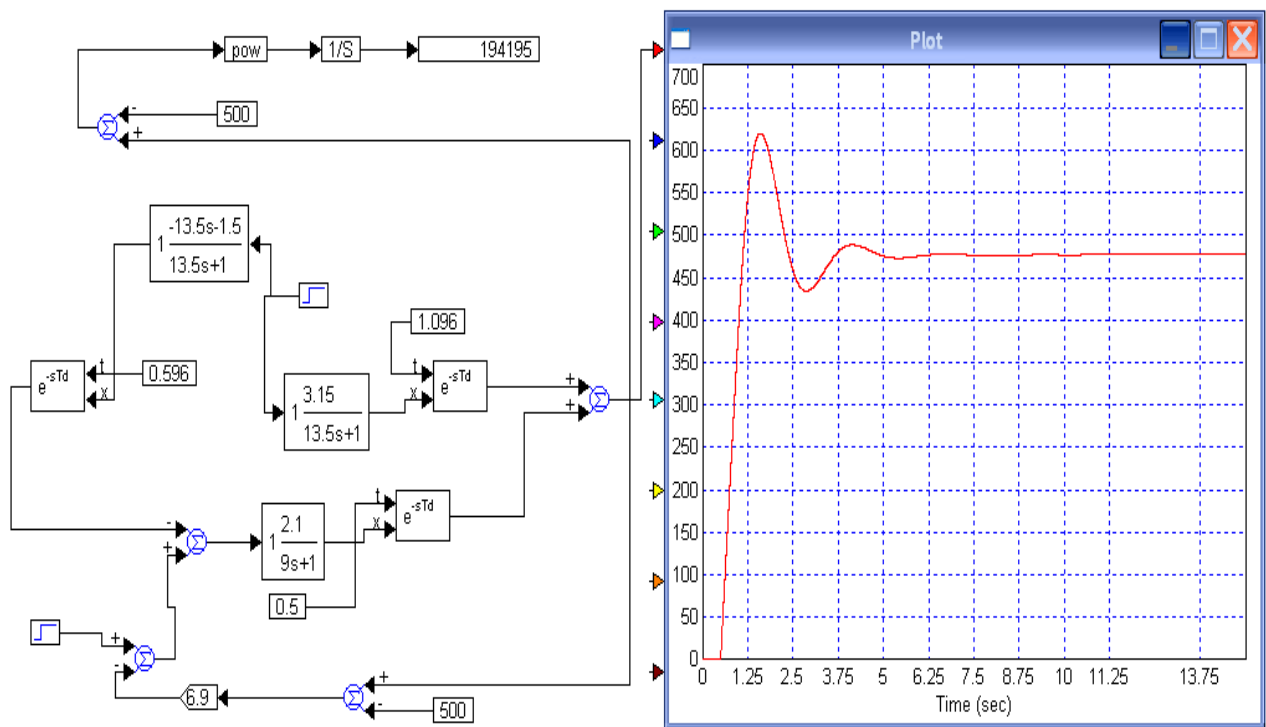 pow
1/S
194195
-
500
+
-13.5s-1.5
1
13.5s+1
1.096
t
0.596
e-sTd
x
t
e-sTd
x
3.15
1
13.5s+1
+
+
t
e-sTd
x
-
+
2.1
1
9s+1
0.5
+
-
6.9
+
-
500
Plot
700
650
600
550
500
450
400
350
300
250
200
150
100
50
0
0 1.25 2.5 3.75 5 6.25 7.5 8.75 10 11.25 13.75
Time (sec)